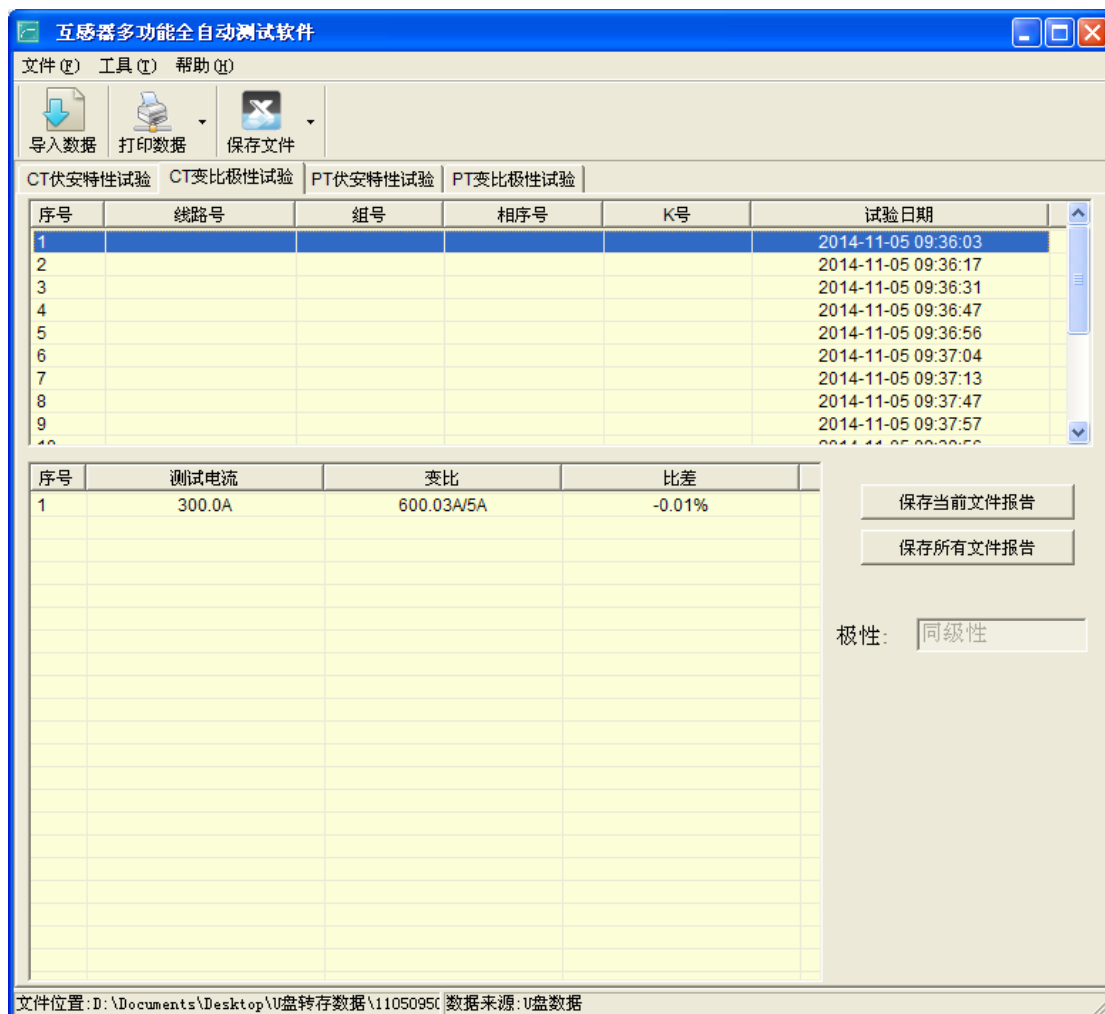 互感器多功能全自动测试软件
文件(F) 工具(T) 帮助(H)
导入数据 打印数据 保存文件
CT伏安特性试验 CT变比极性试验 PT伏安特性试验 PT变比极性试验
序号 线路号 组号 相序号 K号 试验日期
1 2014-11-05 09:36:03
2 2014-11-05 09:36:17
3 2014-11-05 09:36:31
4 2014-11-05 09:36:47
5 2014-11-05 09:36:56
6 2014-11-05 09:37:04
7 2014-11-05 09:37:13
8 2014-11-05 09:37:47
9 2014-11-05 09:37:57
序号 测试电流 变比 比差
1 300.0A 600.03A/5A -0.01%
保存当前文件报告
保存所有文件报告
极性: 同级性
文件位置:D:\Documents\Desktop\U盘转存数据\1105095 数据来源:U盘数据